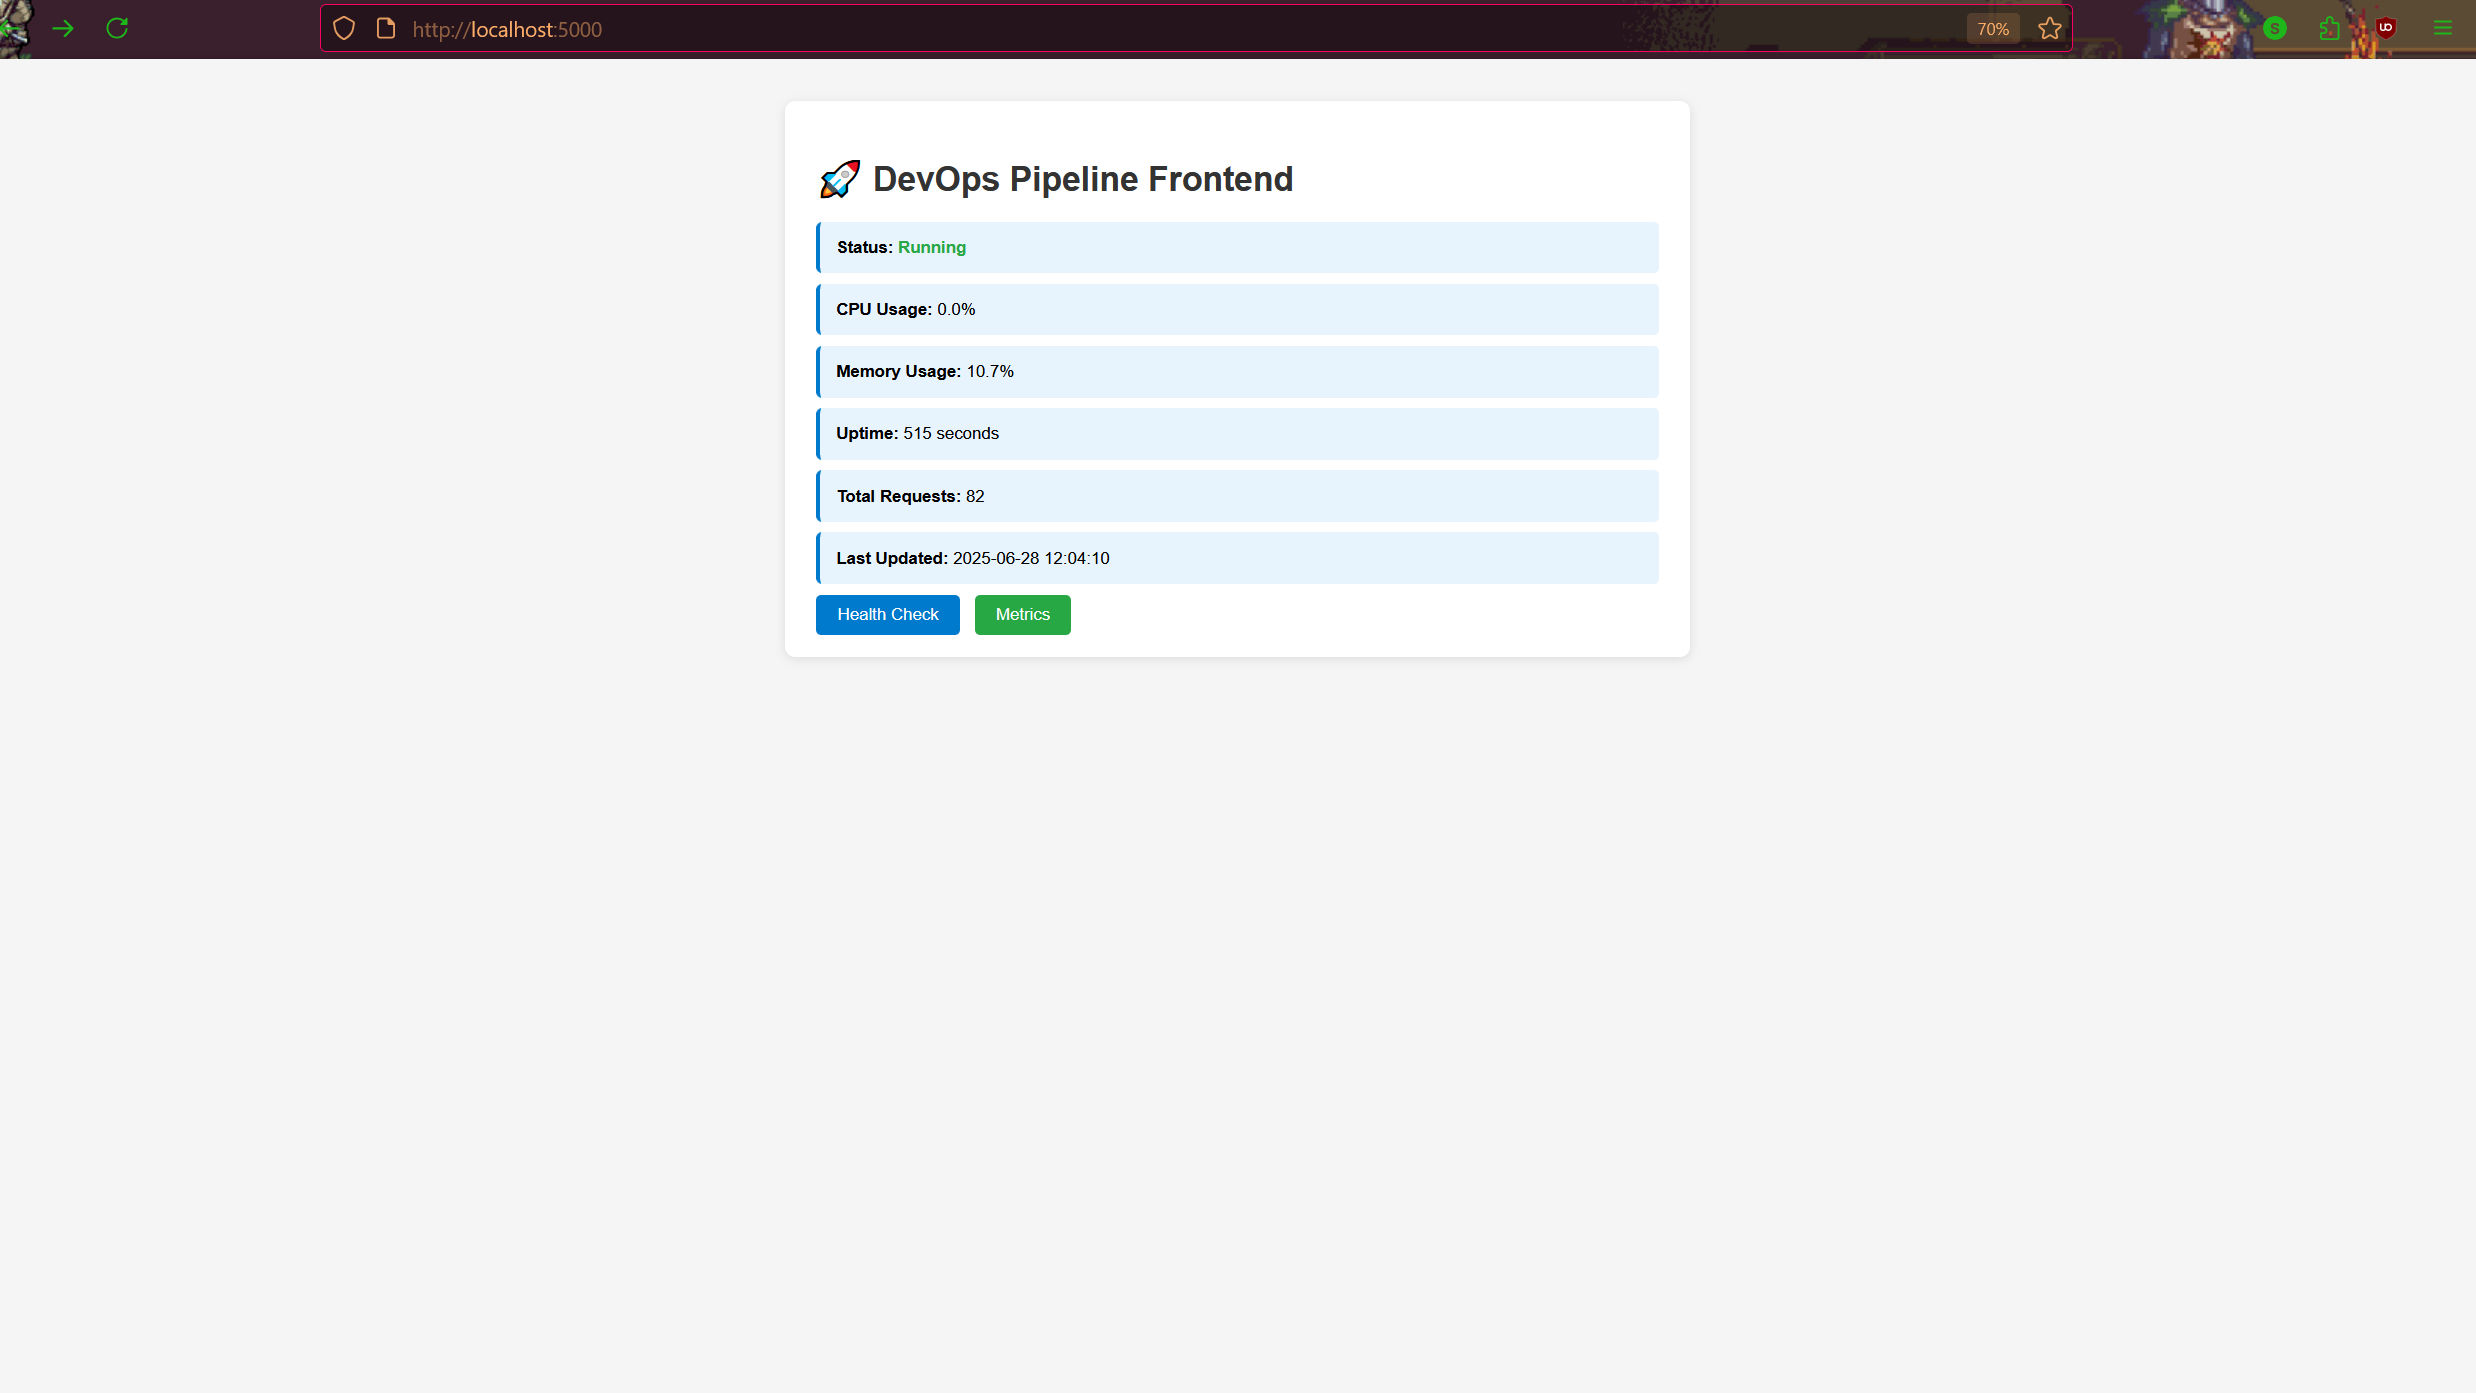 http://localhost:5000
70%
S
UO
DevOps Pipeline Frontend
Status: Running
CPU Usage: 0.0%
Memory Usage: 10.7%
Uptime: 515 seconds
Total Requests: 82
Last Updated: 2025-06-28 12:04:10
Health Check
Metrics